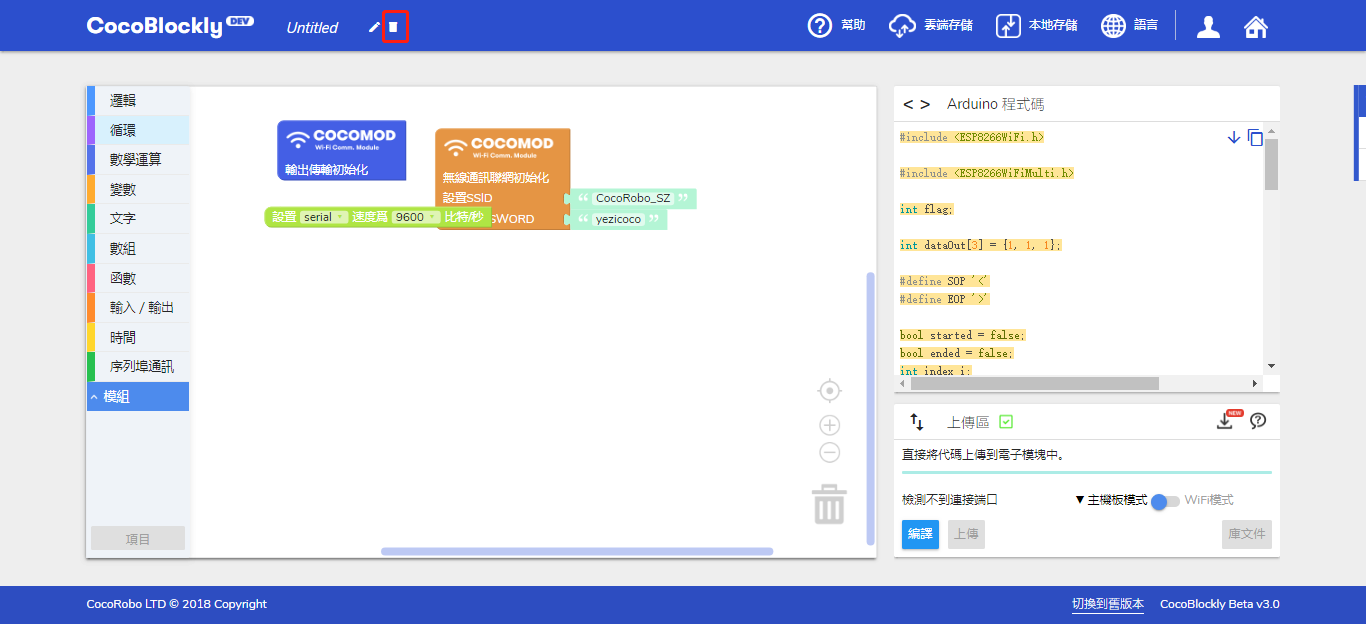 CocoBlockly DEV
Untitled
幫助
雲端存儲
本地存儲
語言
邏輯
循環
數學運算
變數
文字
數組
函數
輸入 / 輸出
時間
序列埠通訊
模組
項目
COCOMOD
Wi-Fi Comm. Module
輸出傳輸初始化
COCOMOD
Wi-Fi Comm. Module
無線通訊聯網初始化
設置SSID
“ CocoRobo_SZ ”
SWORD
“ yezicoco ”
設置 serial 速度爲 9600 比特/秒
< > Arduino 程式碼
#include <ESP8266WiFi.h>
#include <ESP8266WiFiMulti.h>
int flag;
int dataOut[3] = {1, 1, 1};
#define SOP '<'
#define EOP '>'
bool started = false;
bool ended = false;
int index_i;
上傳區
NEW
直接將代碼上傳到電子模塊中。
檢測不到連接端口
▼主機板模式
WiFi模式
編譯
上傳
庫文件
CocoRobo LTD © 2018 Copyright
切換到舊版本
CocoBlockly Beta v3.0